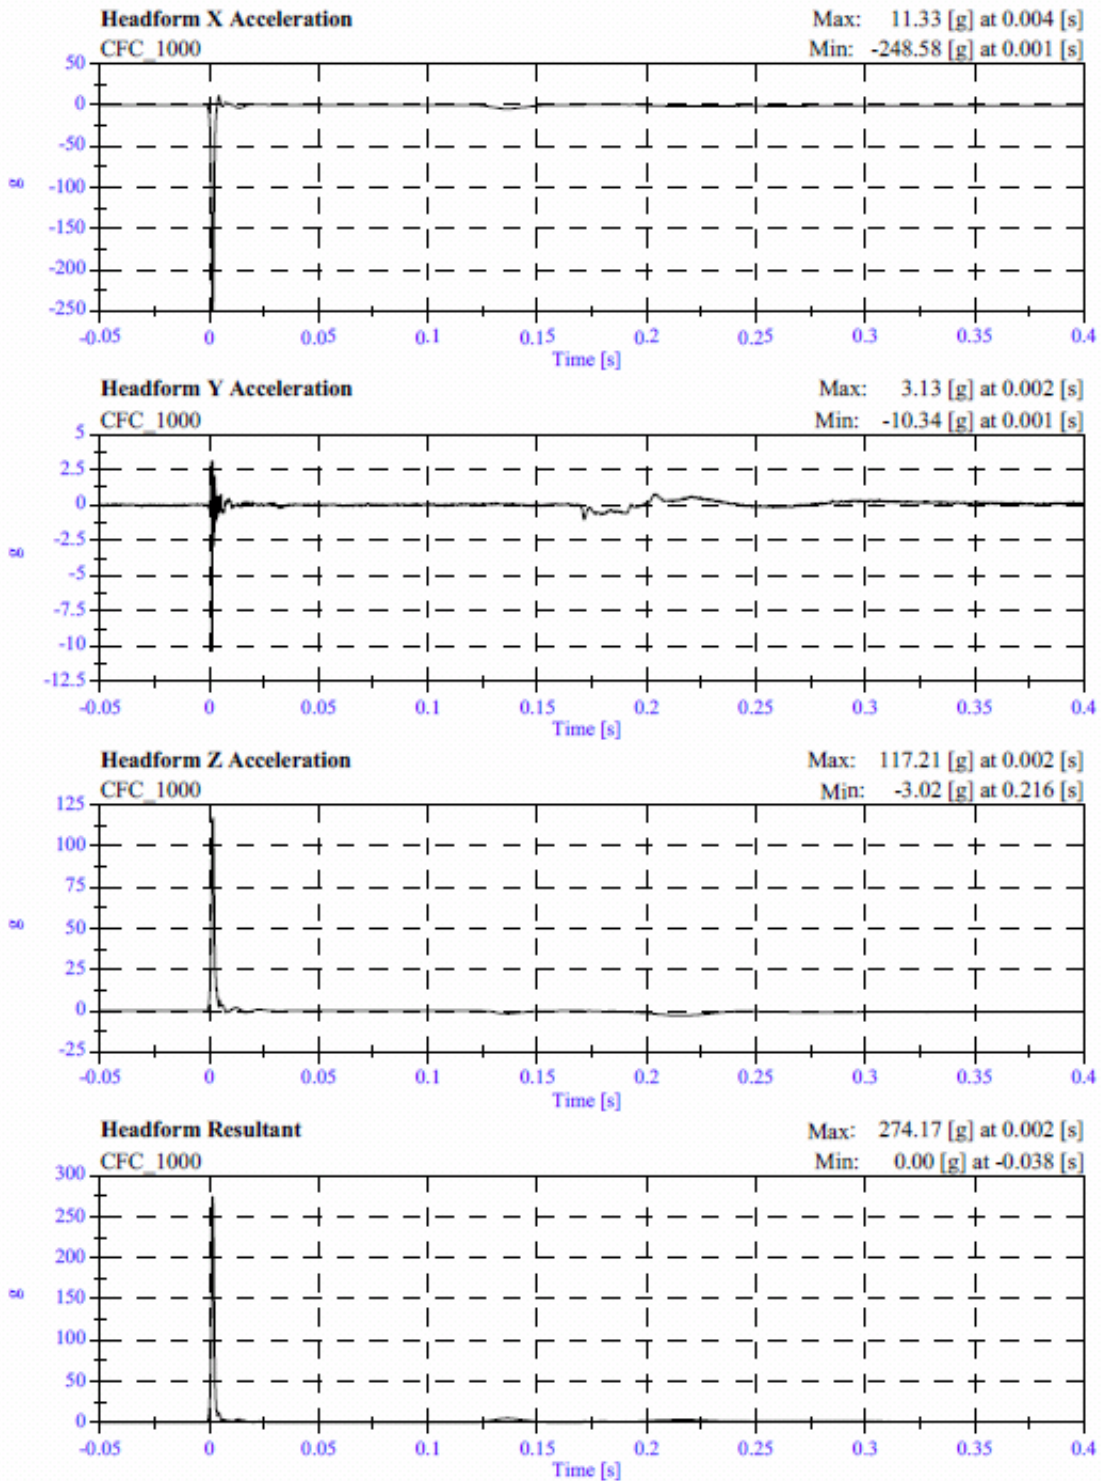 Headform X Acceleration Max: 11.33 [g] at 0.004 [s]
CFC_1000 Min: -248.58 [g] at 0.001 [s]
50
0
-50
g
-100
-150
-200
-250
-0.05 0 0.05 0.1 0.15 0.2 0.25 0.3 0.35 0.4
Time [s]
Headform Y Acceleration Max: 3.13 [g] at 0.002 [s]
CFC_1000 Min: -10.34 [g] at 0.001 [s]
5
2.5
0
-2.5
g
-5
-7.5
-10
-12.5
-0.05 0 0.05 0.1 0.15 0.2 0.25 0.3 0.35 0.4
Time [s]
Headform Z Acceleration Max: 117.21 [g] at 0.002 [s]
CFC_1000 Min: -3.02 [g] at 0.216 [s]
125
100
75
g
50
25
0
-25
-0.05 0 0.05 0.1 0.15 0.2 0.25 0.3 0.35 0.4
Time [s]
Headform Resultant Max: 274.17 [g] at 0.002 [s]
CFC_1000 Min: 0.00 [g] at -0.038 [s]
300
250
200
g
150
100
50
0
-0.05 0 0.05 0.1 0.15 0.2 0.25 0.3 0.35 0.4
Time [s]